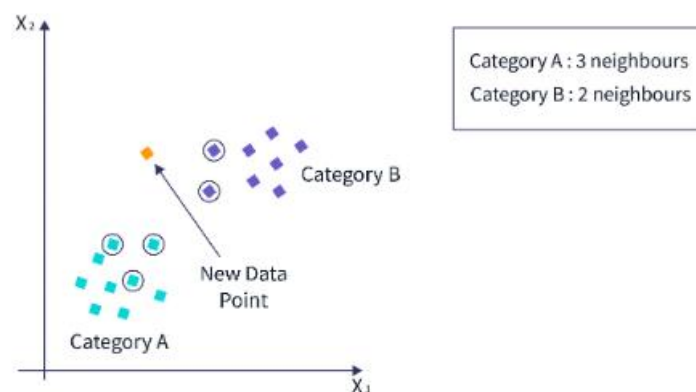 X₂
Category A : 3 neighbours
Category B : 2 neighbours
Category B
New Data
Point
Category A
X₁